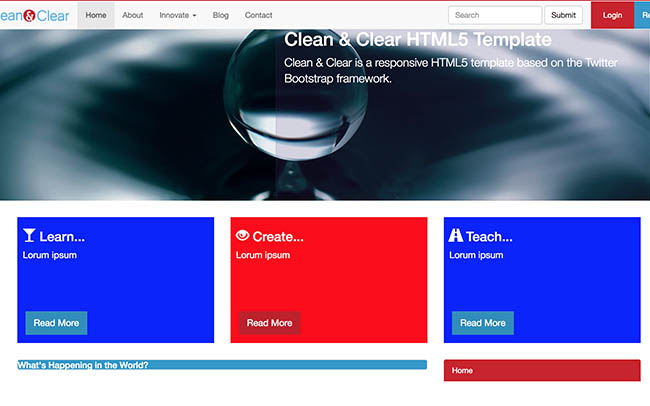 ean & Clear
Home
About
Innovate
Blog
Contact
Search
Submit
Login
Re
Clean & Clear HTML5 Template
Clean & Clear is a responsive HTML5 template based on the Twitter
Bootstrap framework.
Learn...
Lorum ipsum
Read More
Create...
Lorum ipsum
Read More
Teach...
Lorum ipsum
Read More
What's Happening in the World?
Home